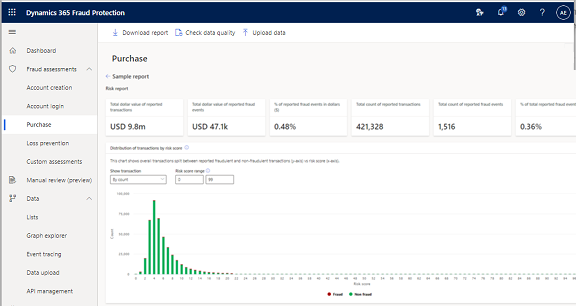 Dynamics 365 Fraud Protection
AE
Download report
Check data quality
Upload data
Dashboard
Fraud assessments
Account creation
Account login
Purchase
Loss prevention
Custom assessments
Manual review (preview)
Data
Lists
Graph explorer
Event tracing
Data upload
API management
Purchase
Sample report
Risk report
Total dollar value of reported transactions
USD 9.8m
Total dollar value of reported fraud events
USD 47.1k
% of reported fraud events in dollars ($)
0.48%
Total count of reported transactions
421,328
Total count of reported fraud events
1,516
% of total reported fraud events
0.36%
Distribution of transactions by risk score
This chart shows overall transactions split between reported fraudulent and non-fraudulent transactions (y-axis) vs risk score (x-axis).
Show transaction
Risk score range
By count
0
99
100,000
75,000
50,000
25,000
0
Count
Risk score
Fraud
Non fraud